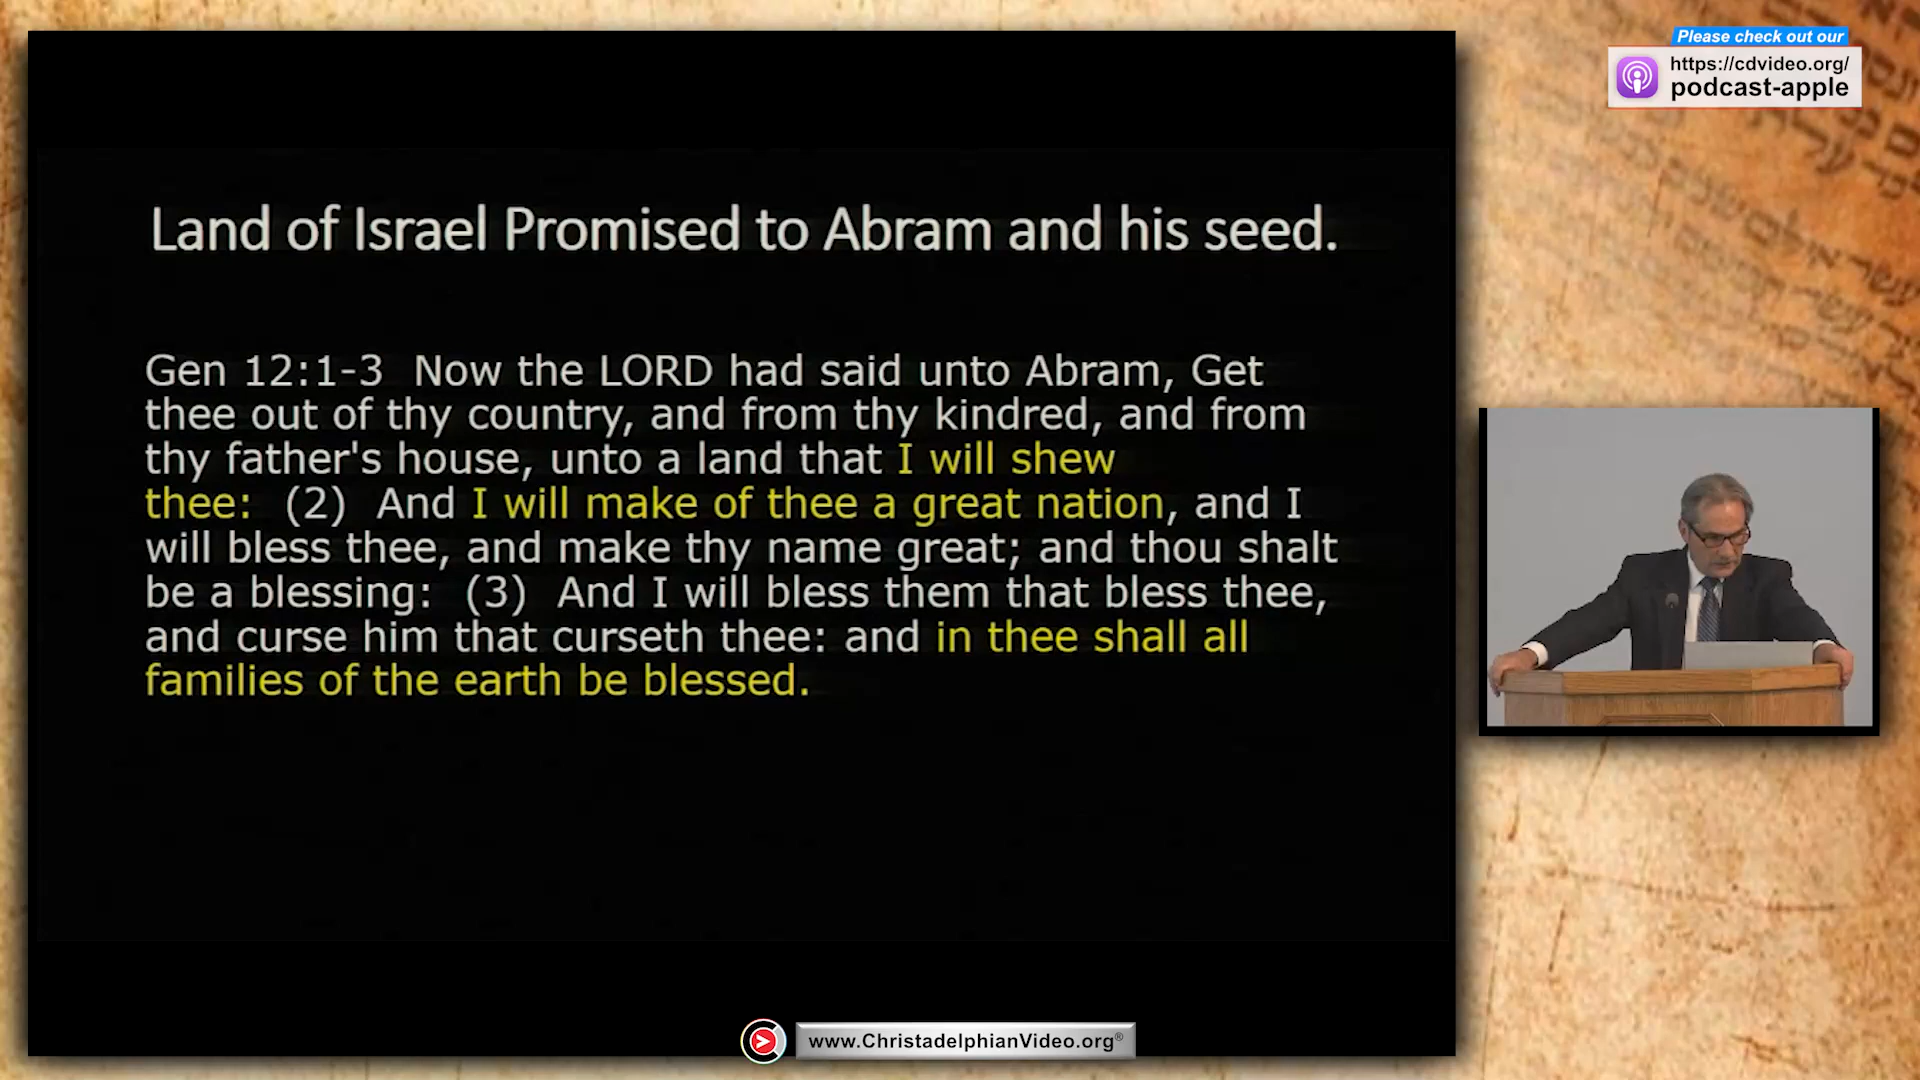 Please check out our
https://cdvideo.org/
podcast-apple
Land of Israel Promised to Abram and his seed.
Gen 12:1-3  Now the LORD had said unto Abram, Get
thee out of thy country, and from thy kindred, and from
thy father's house, unto a land that I will shew
thee:  (2)  And I will make of thee a great nation, and I
will bless thee, and make thy name great; and thou shalt
be a blessing:  (3)  And I will bless them that bless thee,
and curse him that curseth thee: and in thee shall all
families of the earth be blessed.
www.ChristadelphianVideo.org®